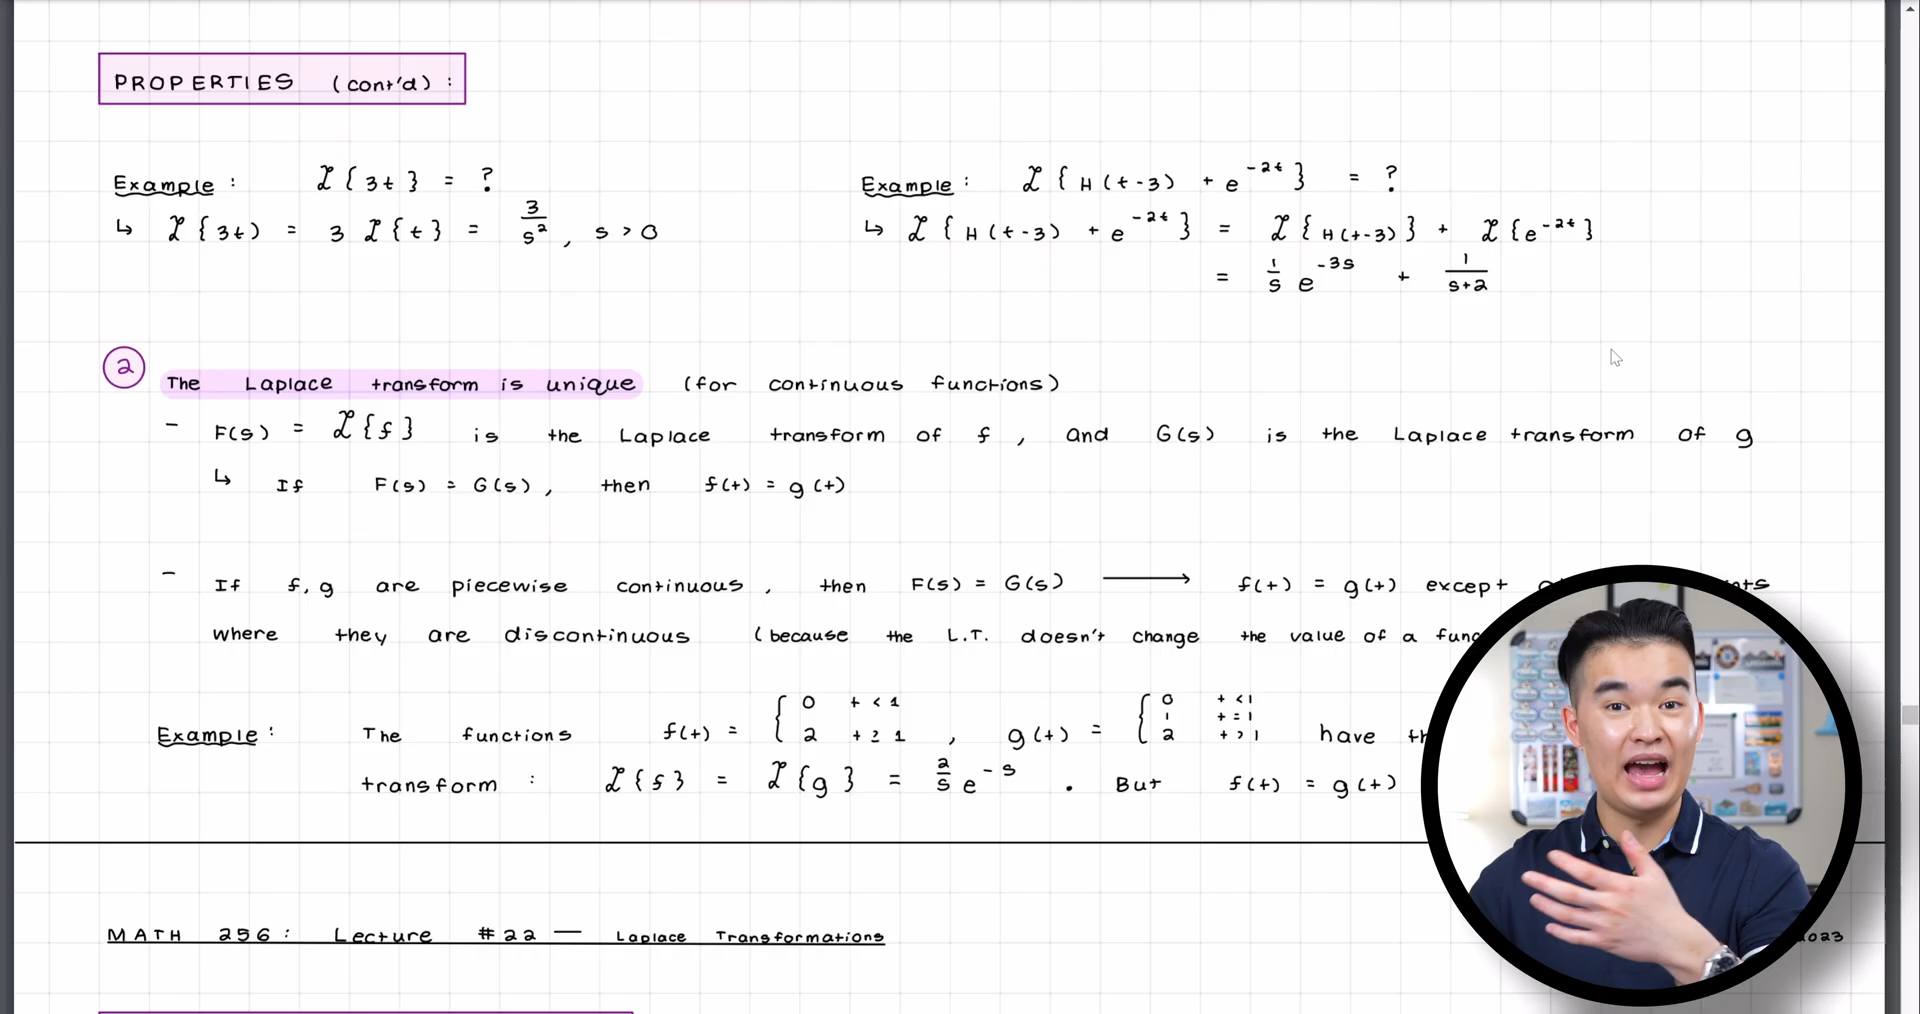 PROPERTIES (cont'd) :
Example : ℒ{3t} = ?
↳ ℒ{3t) = 3 ℒ{t} = 3/s², s > 0
Example : ℒ{H(t-3) + e^-2t} = ?
↳ ℒ{H(t-3) + e^-2t} = ℒ{H(t-3)} + ℒ{e^-2t}
= 1/s e^-3s + 1/(s+2)
2 The Laplace transform is unique (for continuous functions)
- F(s) = ℒ{f} is the Laplace transform of f, and G(s) is the Laplace transform of g
↳ If F(s) = G(s), then f(t) = g(t)
- If f, g are piecewise continuous, then F(s) = G(s) ⟶ f(t) = g(t) except
where they are discontinuous (because the L.T. doesn't change the value of a
Example : The functions f(t) = { 0 t < 1 2 t ≥ 1 , g(t) = { 0 t < 1 1 t = 1 2 t > 1 have
transform : ℒ{f} = ℒ{g} = 2/s e^-s . But f(t) = g(t)
MATH 256 : Lecture #22 — Laplace Transformations
2023